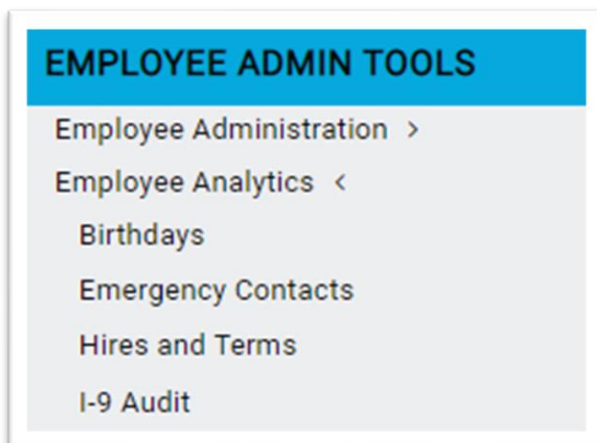 EMPLOYEE ADMIN TOOLS
Employee Administration >
Employee Analytics <
Birthdays
Emergency Contacts
Hires and Terms
I-9 Audit